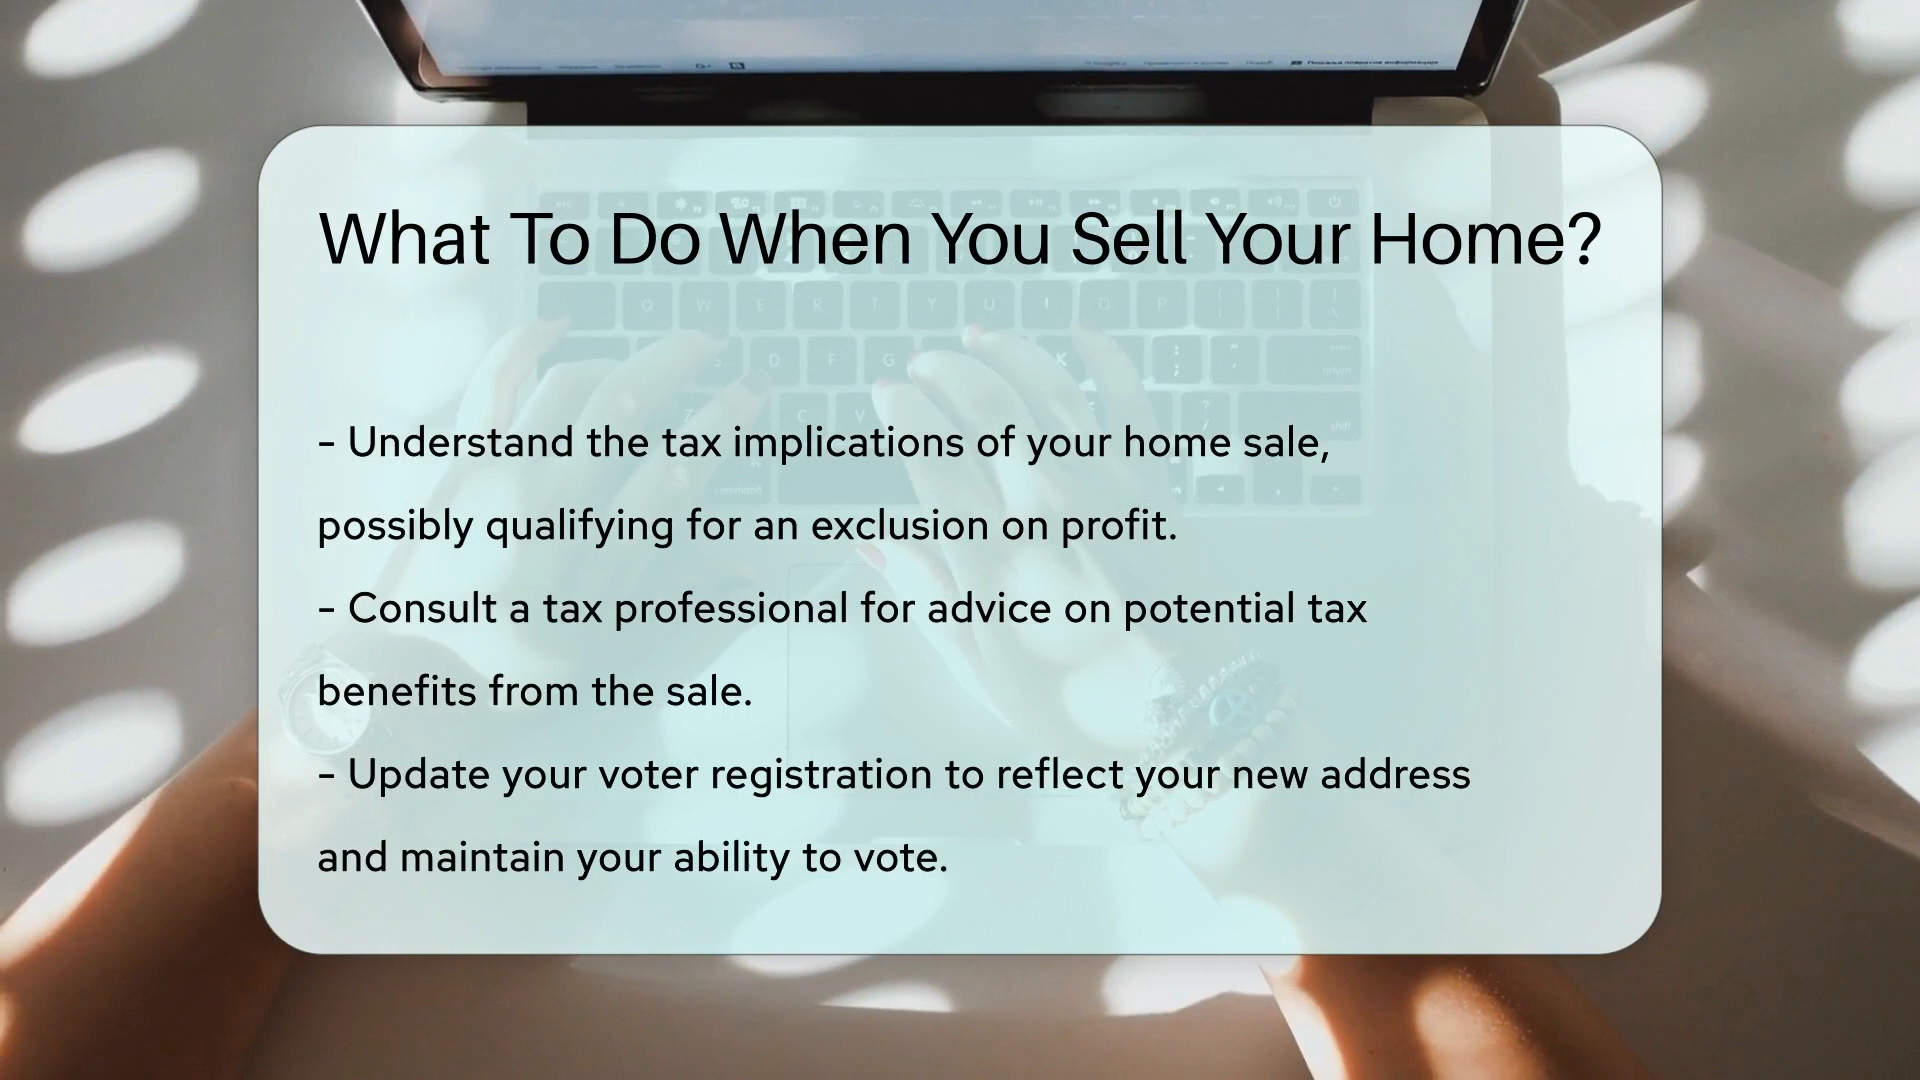 What To Do When You Sell Your Home?
- Understand the tax implications of your home sale,
possibly qualifying for an exclusion on profit.
- Consult a tax professional for advice on potential tax
benefits from the sale.
- Update your voter registration to reflect your new address
and maintain your ability to vote.